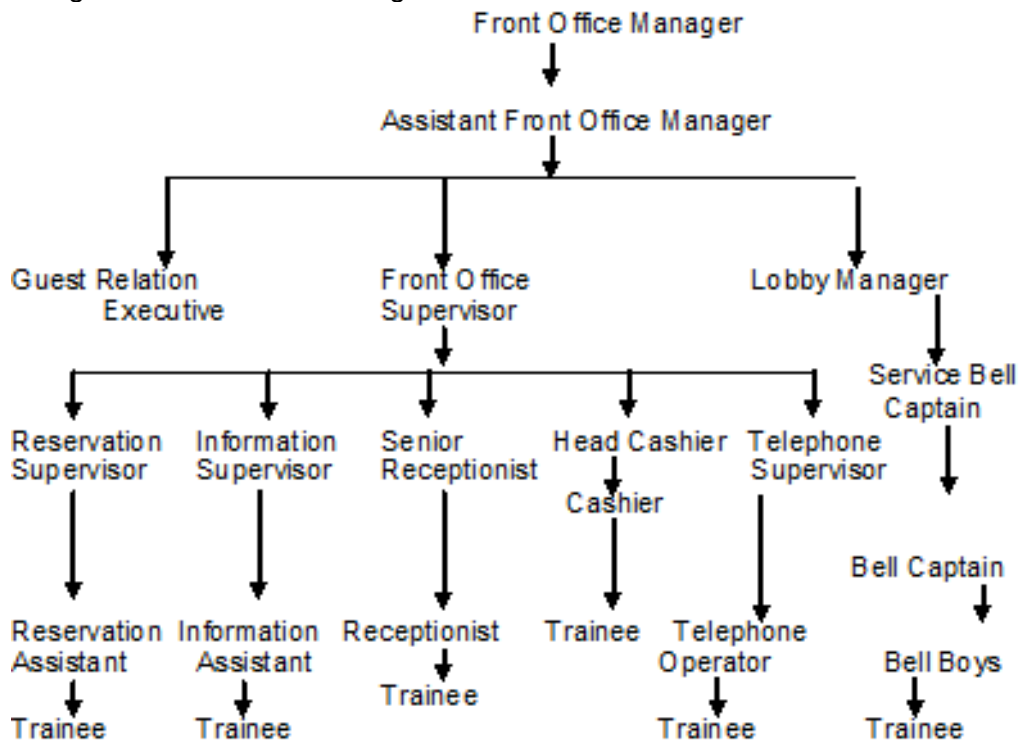 Front Office Manager
Assistant Front Office Manager
Guest Relation
Executive
Front Office
Supervisor
Lobby Manager
Service Bell
Captain
Reservation
Supervisor
Information
Supervisor
Senior
Receptionist
Head Cashier
Cashier
Telephone
Supervisor
Bell Captain
Reservation
Assistant
Information
Assistant
Receptionist
Trainee
Telephone
Operator
Bell Boys
Trainee
Trainee
Trainee
Trainee
Trainee